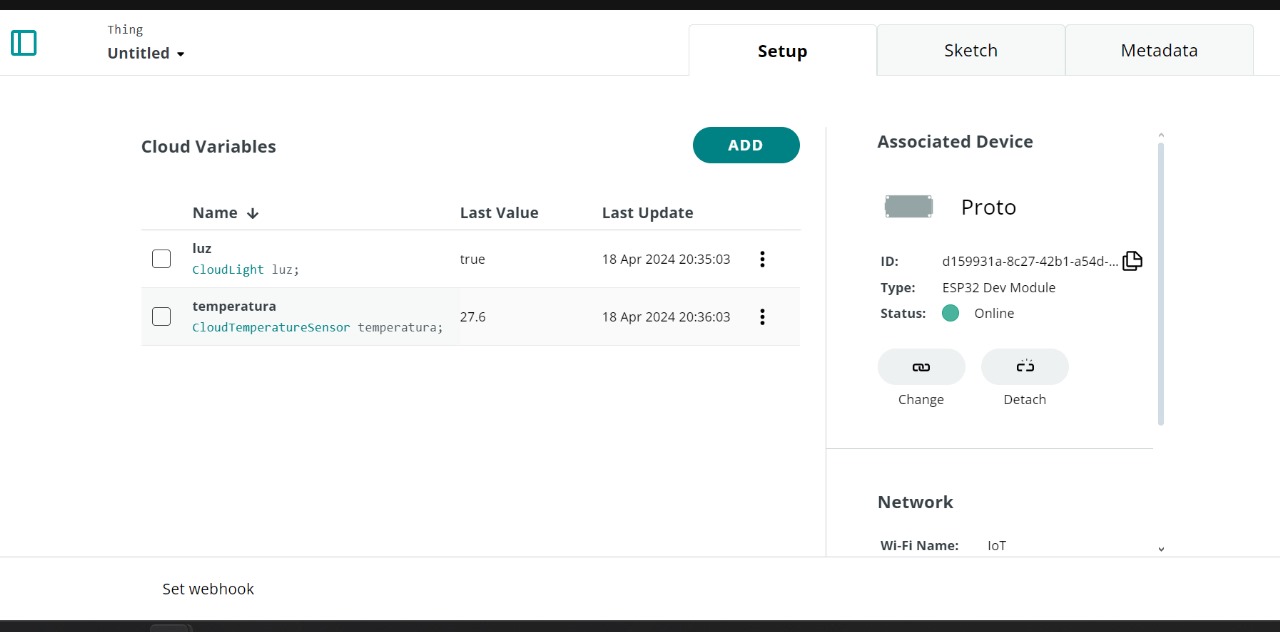 Thing
Untitled
Setup
Sketch
Metadata
Cloud Variables
ADD
Name
Last Value
Last Update
luz
CloudLight luz;
true
18 Apr 2024 20:35:03
temperatura
CloudTemperatureSensor temperatura;
27.6
18 Apr 2024 20:36:03
Associated Device
Proto
ID: d159931a-8c27-42b1-a54d-...
Type: ESP32 Dev Module
Status: Online
Change
Detach
Network
Wi-Fi Name: IoT
Set webhook